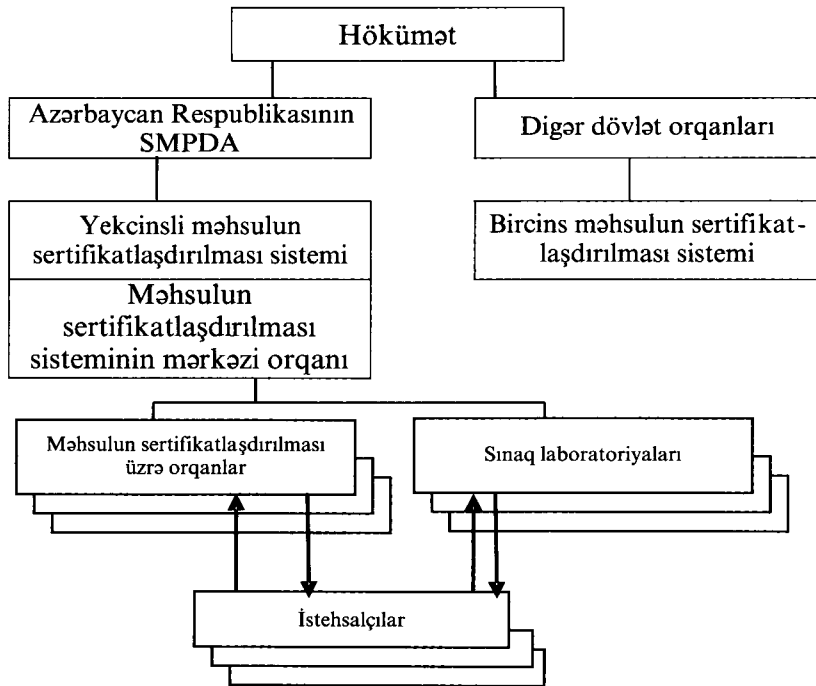 Hökümət
Azərbaycan Respublikasının
SMPDA
Digər dövlət orqanları
Yekcinsli məhsulun
sertifikatlaşdırılması sistemi
Bircins məhsulun sertifikat-
laşdırılması sistemi
Məhsulun
sertifikatlaşdırılması
sisteminin mərkəzi orqanı
Məhsulun sertifikatlaşdırılması
üzrə orqanlar
Sınaq laboratoriyaları
İstehsalçılar